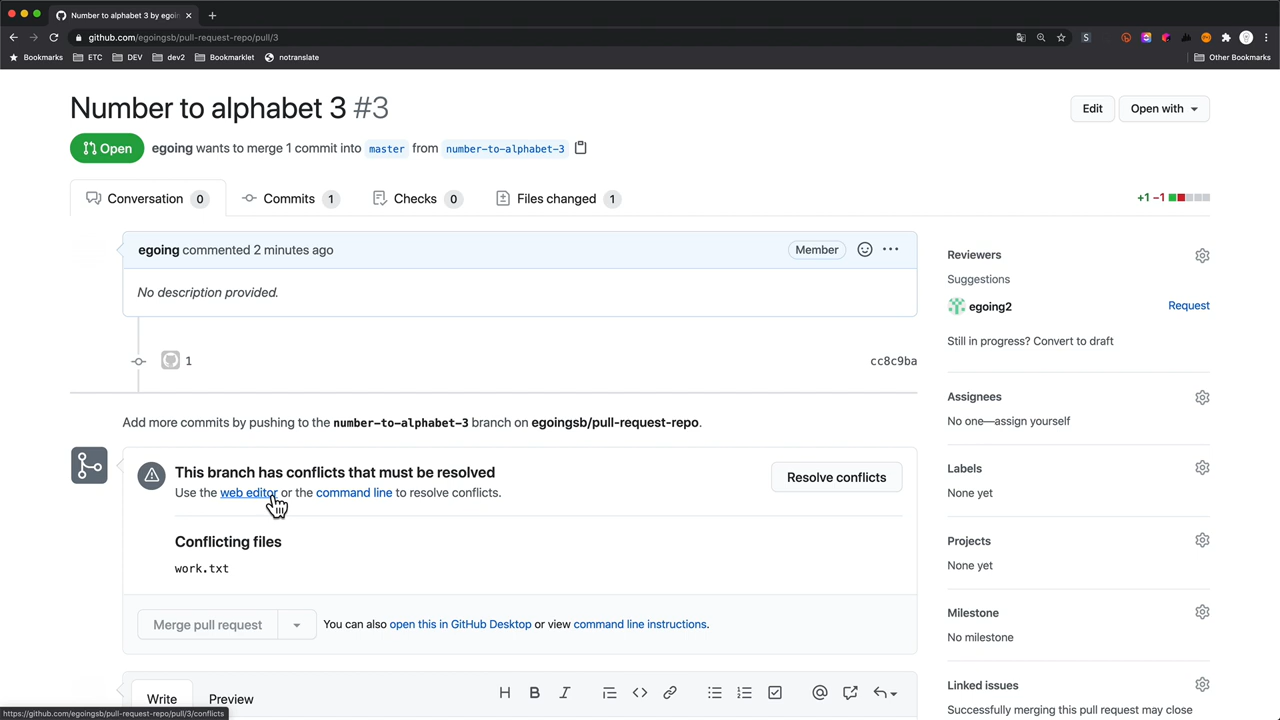 Number to alphabet 3 by egoin
github.com/egoingsb/pull-request-repo/pull/3
Bookmarks ETC DEV dev2 Bookmarklet notranslate Other Bookmarks
Number to alphabet 3 #3
Edit Open with
Open egoing wants to merge 1 commit into master from number-to-alphabet-3
Conversation 0 Commits 1 Checks 0 Files changed 1 +1 −1
egoing commented 2 minutes ago Member
No description provided.
1 cc8c9ba
Add more commits by pushing to the number-to-alphabet-3 branch on egoingsb/pull-request-repo.
This branch has conflicts that must be resolved
Use the web editor or the command line to resolve conflicts.
Resolve conflicts
Conflicting files
work.txt
Merge pull request You can also open this in GitHub Desktop or view command line instructions.
Write Preview
Reviewers
Suggestions
egoing2 Request
Still in progress? Convert to draft
Assignees
No one—assign yourself
Labels
None yet
Projects
None yet
Milestone
No milestone
Linked issues
Successfully merging this pull request may close
https://github.com/egoingsb/pull-request-repo/pull/3/conflicts